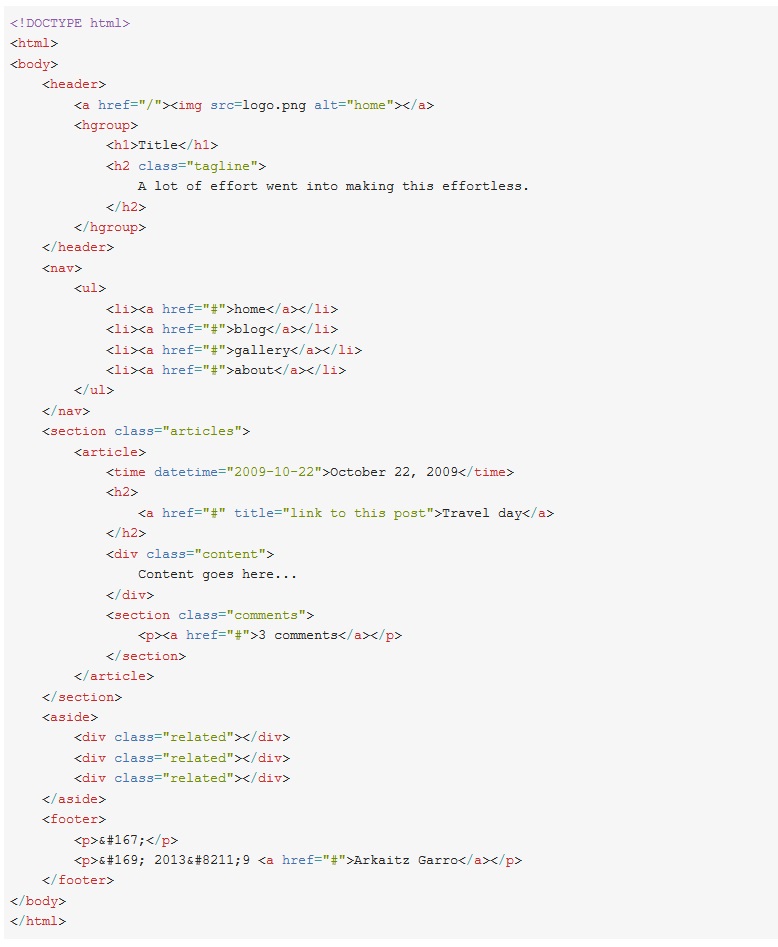 <!DOCTYPE html>
<html>
<body>
    <header>
        <a href="/"><img src=logo.png alt="home"></a>
        <hgroup>
            <h1>Title</h1>
            <h2 class="tagline">
                A lot of effort went into making this effortless.
            </h2>
        </hgroup>
    </header>
    <nav>
        <ul>
            <li><a href="#">home</a></li>
            <li><a href="#">blog</a></li>
            <li><a href="#">gallery</a></li>
            <li><a href="#">about</a></li>
        </ul>
    </nav>
    <section class="articles">
        <article>
            <time datetime="2009-10-22">October 22, 2009</time>
            <h2>
                <a href="#" title="link to this post">Travel day</a>
            </h2>
            <div class="content">
                Content goes here...
            </div>
            <section class="comments">
                <p><a href="#">3 comments</a></p>
            </section>
        </article>
    </section>
    <aside>
        <div class="related"></div>
        <div class="related"></div>
        <div class="related"></div>
    </aside>
    <footer>
        <p>&#167;</p>
        <p>&#169; 2013&#8211;9 <a href="#">Arkaitz Garro</a></p>
    </footer>
</body>
</html>